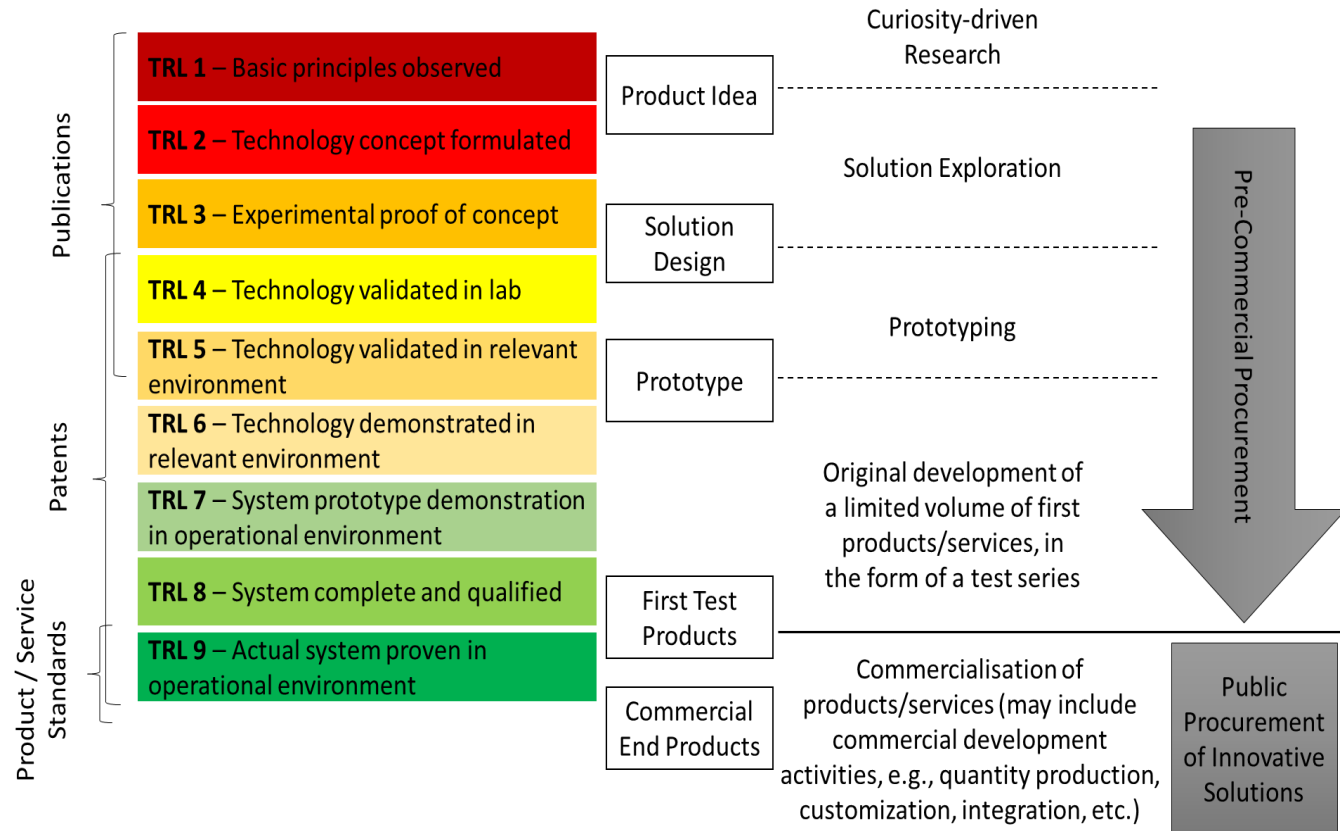 Publications
Patents
Product / Service
Standards
TRL 1 – Basic principles observed
TRL 2 – Technology concept formulated
TRL 3 – Experimental proof of concept
TRL 4 – Technology validated in lab
TRL 5 – Technology validated in relevant
environment
TRL 6 – Technology demonstrated in
relevant environment
TRL 7 – System prototype demonstration
in operational environment
TRL 8 – System complete and qualified
TRL 9 – Actual system proven in
operational environment
Product Idea
Solution
Design
Prototype
First Test
Products
Commercial
End Products
Curiosity-driven
Research
Solution Exploration
Prototyping
Original development of
a limited volume of first
products/services, in
the form of a test series
Commercialisation of
products/services (may include
commercial development
activities, e.g., quantity production,
customization, integration, etc.)
Pre-Commercial Procurement
Public
Procurement
of Innovative
Solutions